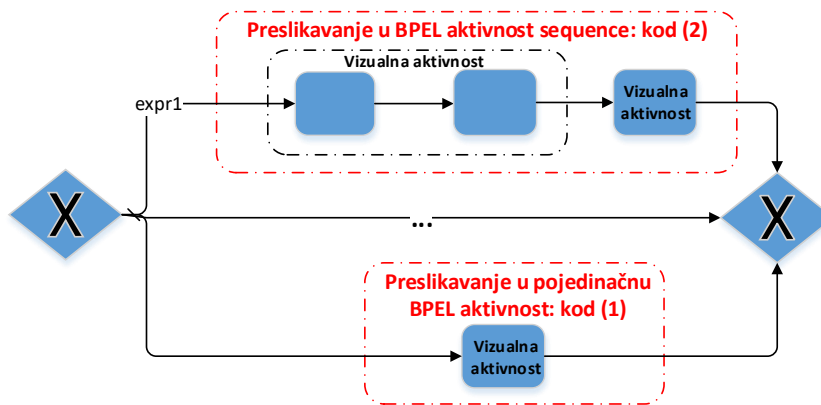 Preslikavanje u BPEL aktivnost sequence: kod (2)
Vizualna aktivnost
expr1
Vizualna
aktivnost
X
...
X
Preslikavanje u pojedinačnu
BPEL aktivnost: kod (1)
Vizualna
aktivnost